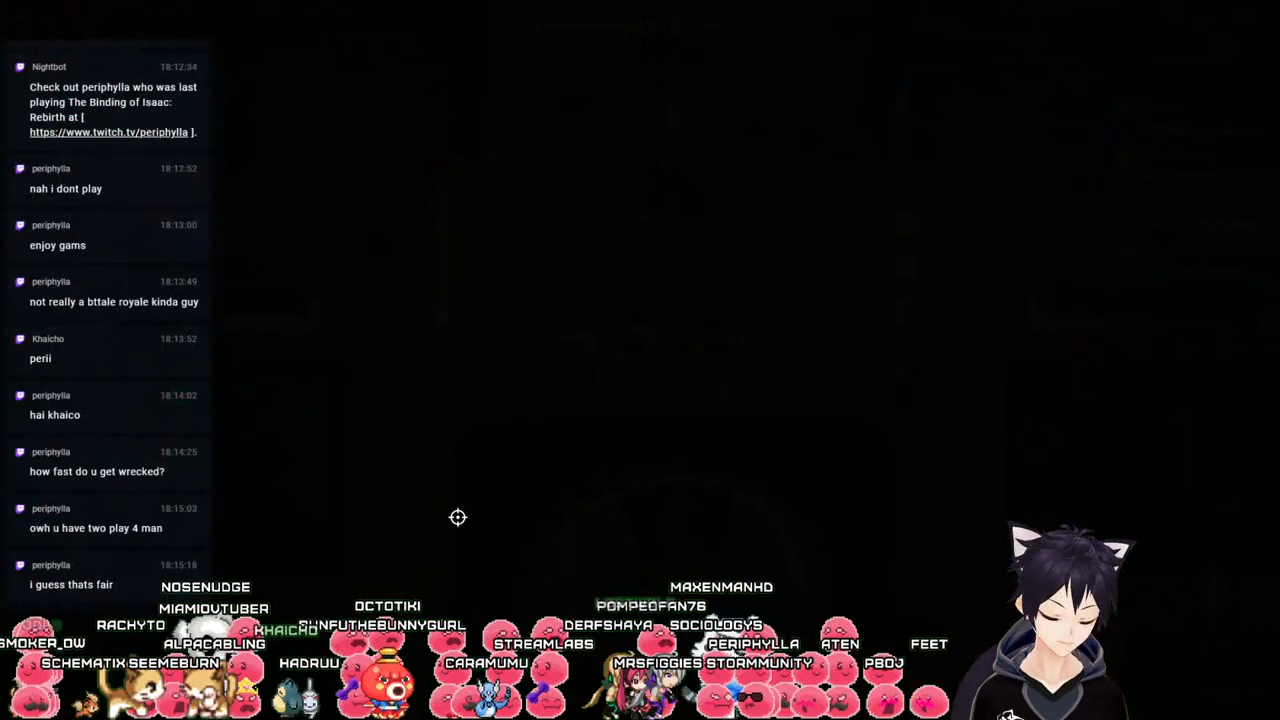 Nightbot 18:12:34
Check out periphylla who was last
playing The Binding of Isaac:
Rebirth at [
https://www.twitch.tv/periphylla ].
periphylla 18:12:52
nah i dont play
periphylla 18:13:00
enjoy gams
periphylla 18:13:49
not really a bttale royale kinda guy
Khaicho 18:13:52
perii
periphylla 18:14:02
hai khaico
periphylla 18:14:25
how fast do u get wrecked?
periphylla 18:15:03
owh u have two play 4 man
periphylla 18:15:18
i guess thats fair
NOSENUDGE MAXENMANHD
MIAMIOVTUBER OCTOTIKI POMPEOFAN76
RACHYTO KHAICHO DERFSHAYA SOCIOLOGYS
SMOKER_DW ALPACABLING STREAMLABS PERIPHYLLA ATEN FEET
SCHEMATIX SEEMEBURN HADRUU CARAMUMU MRSFIGGIES STORMMUNITY PBOJ